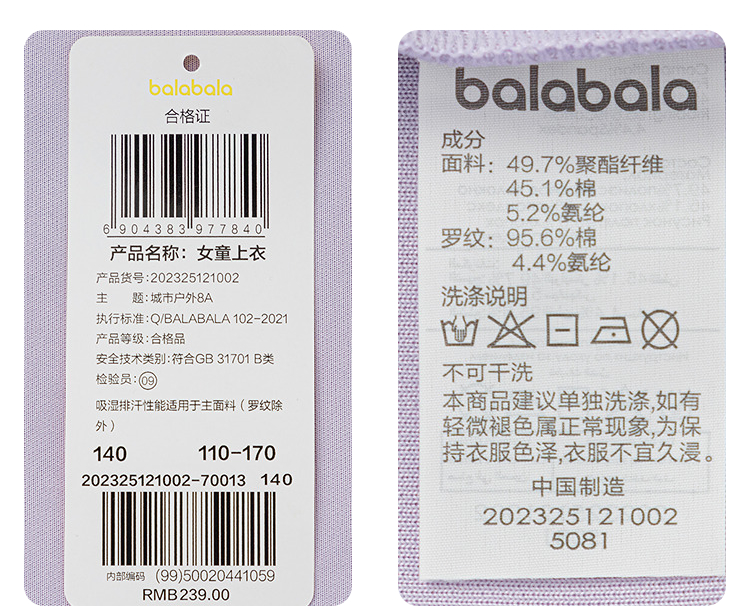 balabala
合格证
6 904383 977840
产品名称：女童上衣
产品货号:202325121002
主 题:城市户外8A
执行标准:Q/BALABALA 102-2021
产品等级:合格品
安全技术类别:符合GB 31701 B类
检验员:09
吸湿排汗性能适用于主面料（罗纹除
外）
140 110-170
202325121002-70013 140
内部编码 (99)50020441059
RMB239.00
balabala
成分
面料：49.7%聚酯纤维
45.1%棉
5.2%氨纶
罗纹：95.6%棉
4.4%氨纶
洗涤说明
不可干洗
本商品建议单独洗涤,如有
轻微褪色属正常现象,为保
持衣服色泽,衣服不宜久浸。
中国制造
202325121002
5081